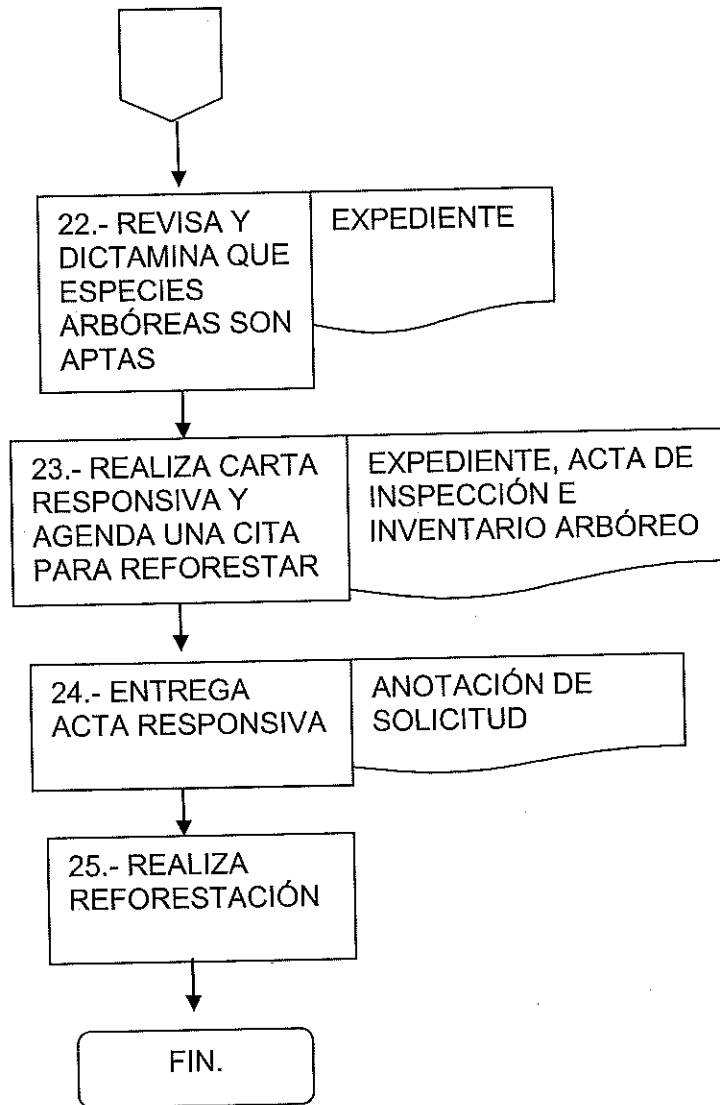 22.- REVISA Y
DICTAMINA QUE
ESPECIES
ARBÓREAS SON
APTAS
EXPEDIENTE
23.- REALIZA CARTA
RESPONSIVA Y
AGENDA UNA CITA
PARA REFORESTAR
EXPEDIENTE, ACTA DE
INSPECCIÓN E
INVENTARIO ARBÓREO
24.- ENTREGA
ACTA RESPONSIVA
ANOTACIÓN DE
SOLICITUD
25.- REALIZA
REFORESTACIÓN
FIN.